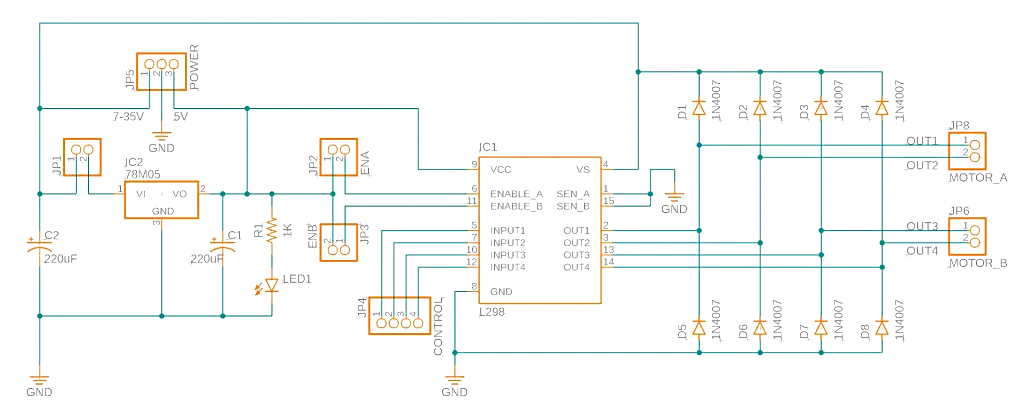 JP5
1
2
3
POWER
7-35V
5V
GND
JP1
1
2
IC2
78M05
VI
VO
GND
1
2
3
C2
220uF
C1
220uF
R1
1K
LED1
GND
JP2
1
2
ENA
ENB
2
1
JP3
JP4
1
2
3
4
CONTROL
IC1
9 VCC VS 4
6 ENABLE_A SEN_A 1
11 ENABLE_B SEN_B 15
5 INPUT1 OUT1 2
7 INPUT2 OUT2 3
10 INPUT3 OUT3 13
12 INPUT4 OUT4 14
8 GND
L298
GND
GND
D1 1N4007
D2 1N4007
D3 1N4007
D4 1N4007
JP8
OUT1 1
OUT2 2
MOTOR_A
JP6
OUT3 1
OUT4 2
MOTOR_B
D5 1N4007
D6 1N4007
D7 1N4007
D8 1N4007